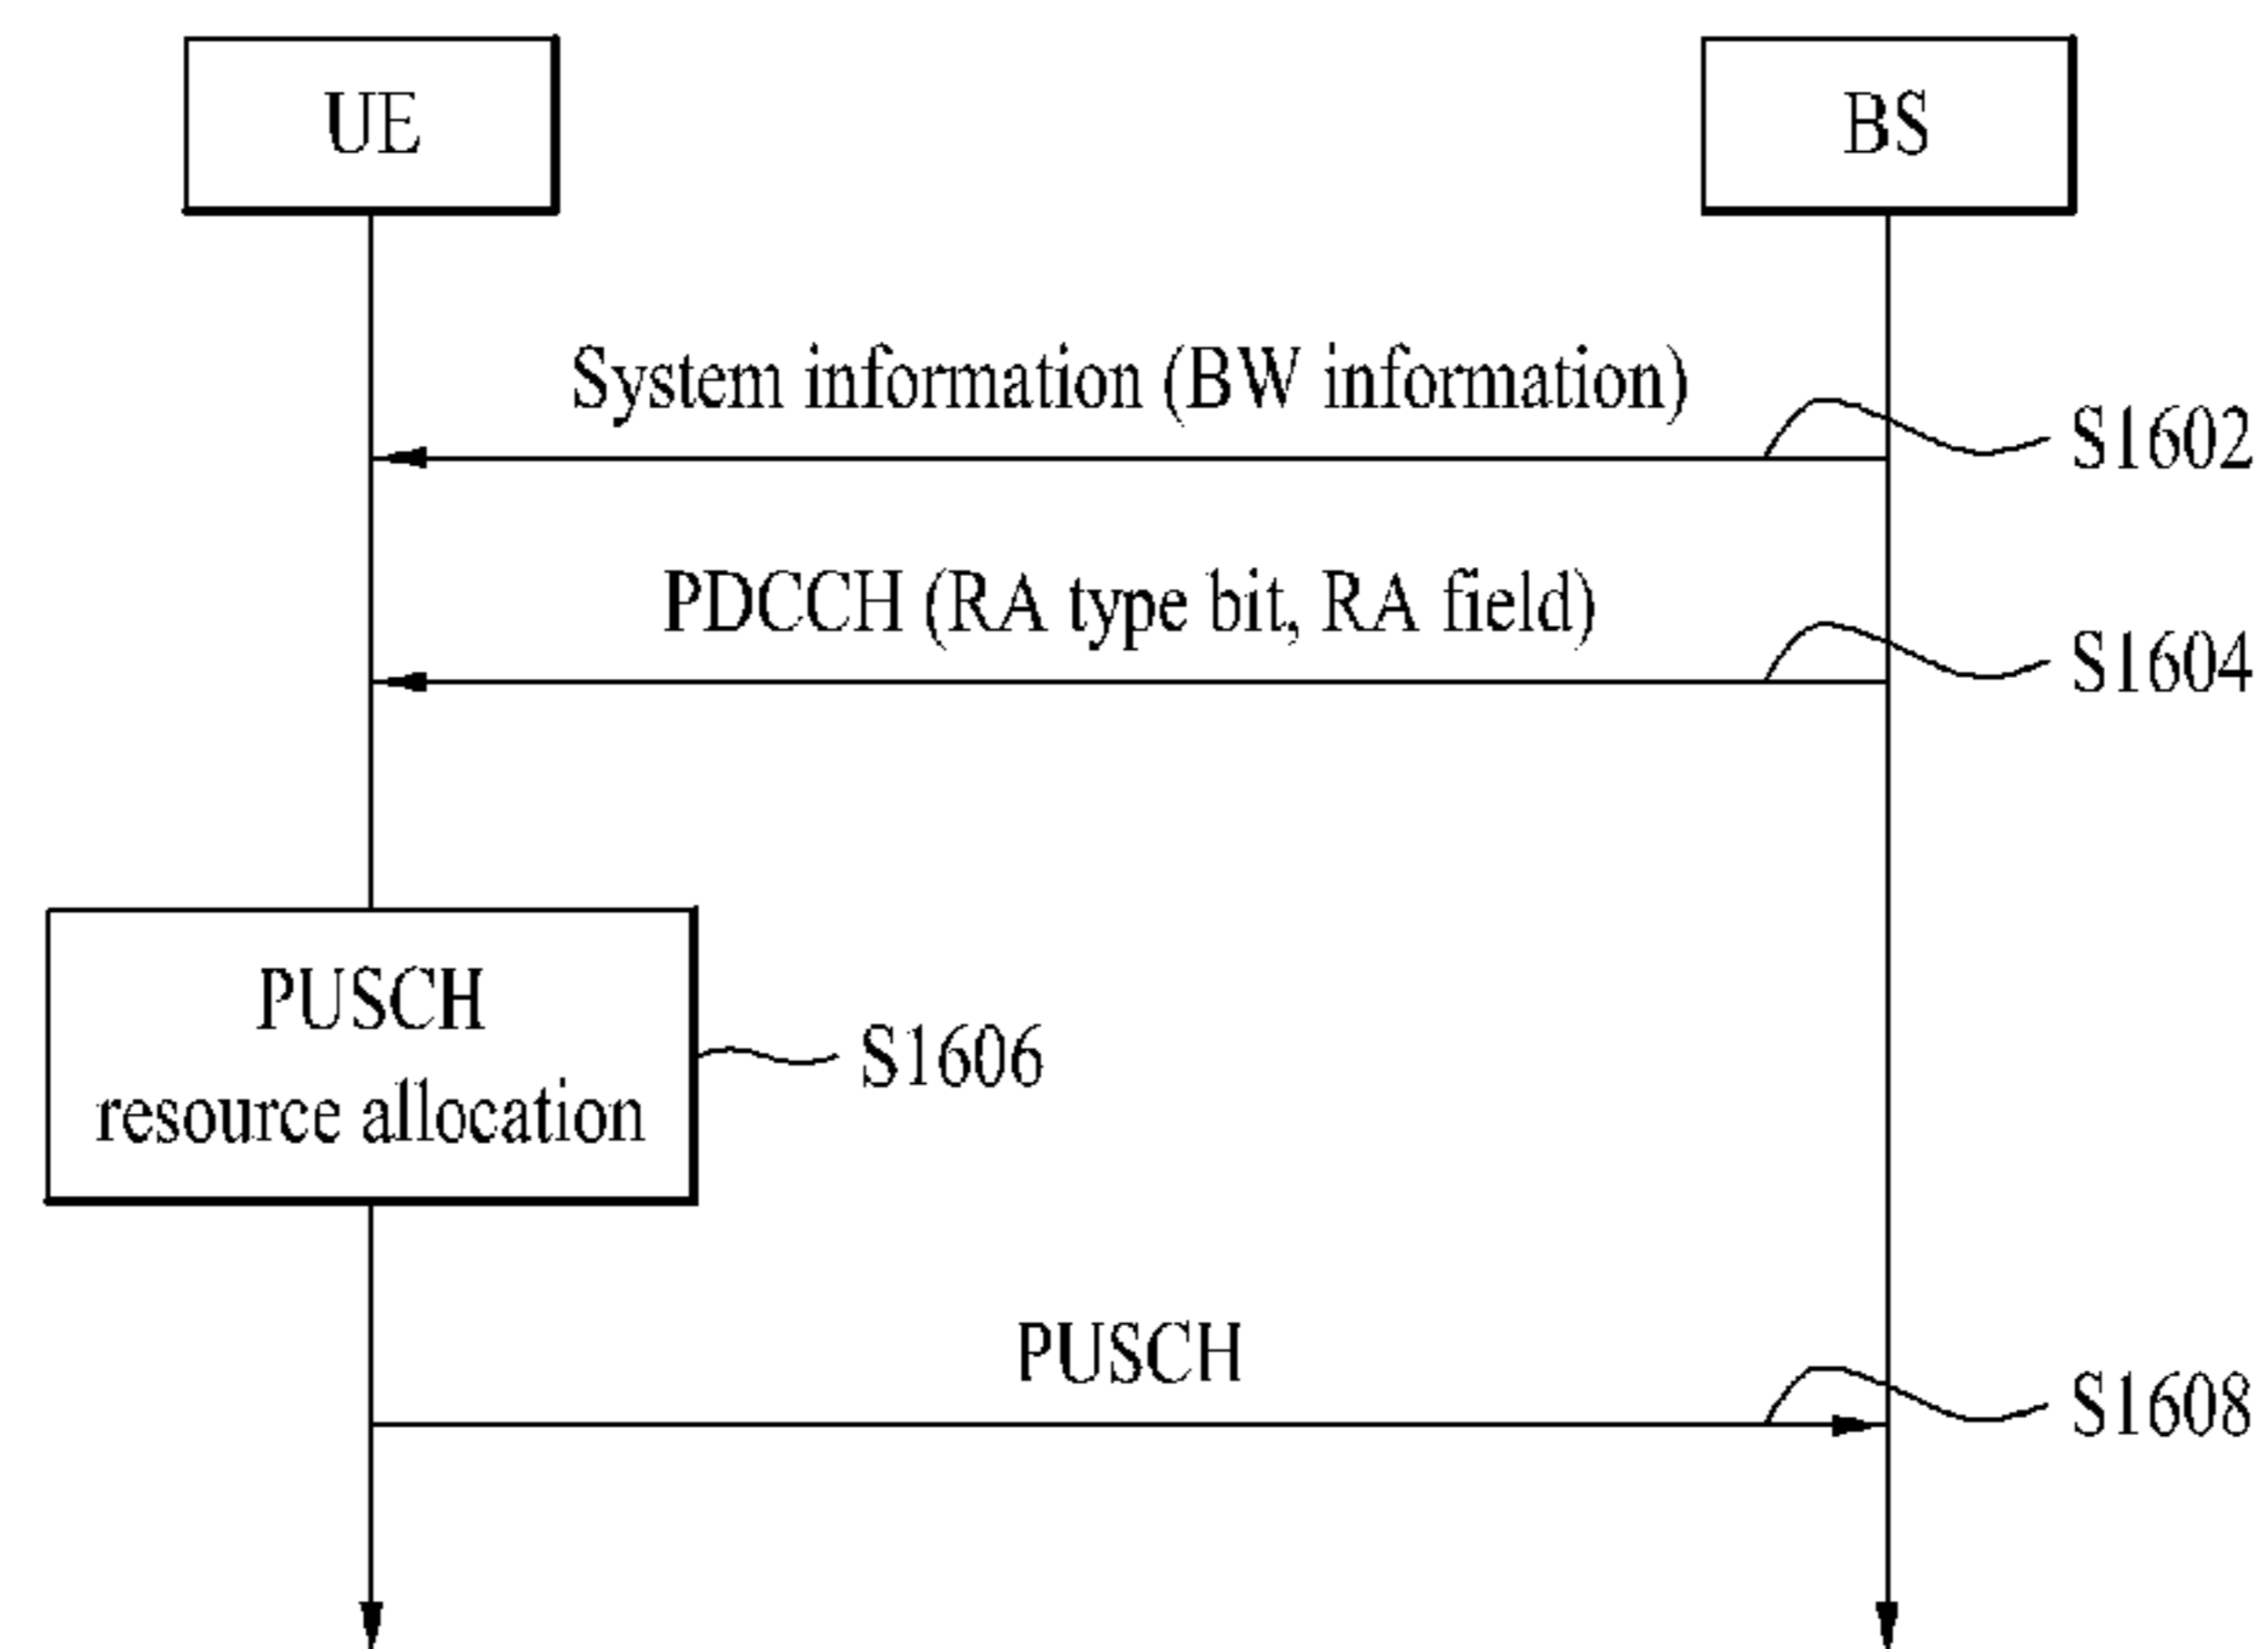 UE
BS
System information (BW information)
S1602
PDCCH (RA type bit, RA field)
S1604
PUSCH
resource allocation
S1606
PUSCH
S1608